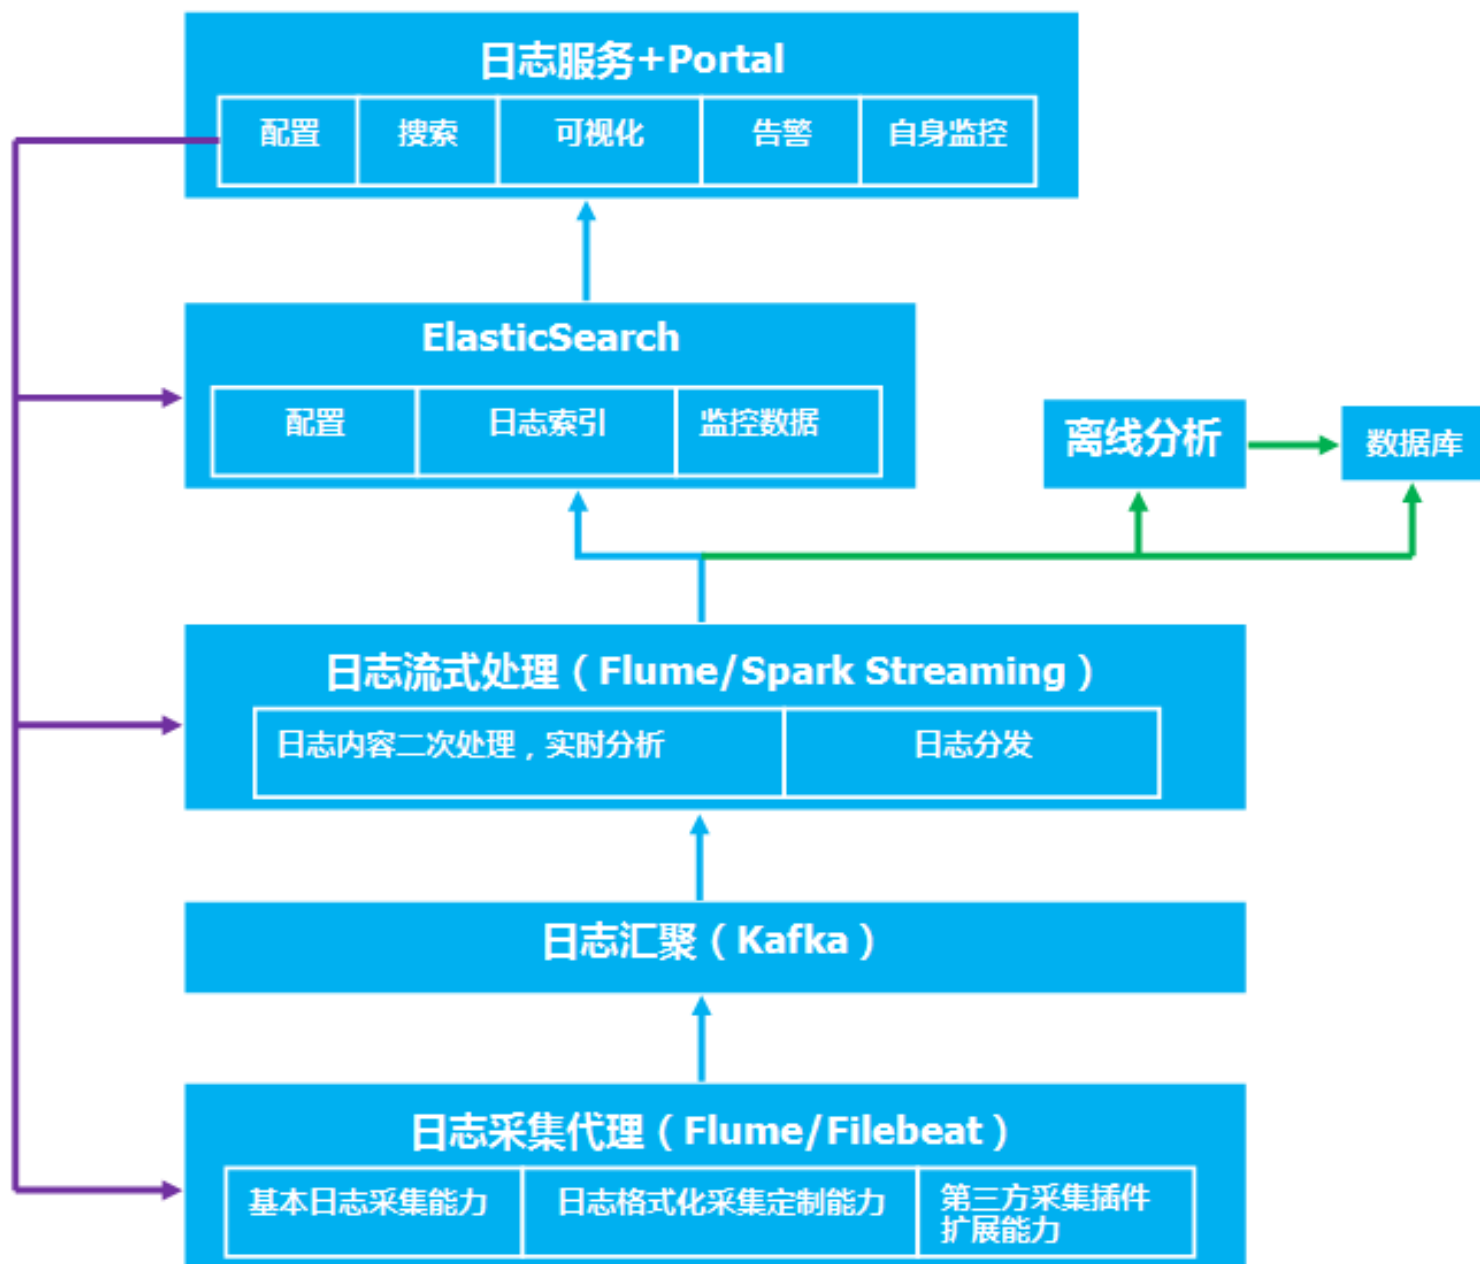 日志服务+Portal
配置 搜索 可视化 告警 自身监控
ElasticSearch
配置 日志索引 监控数据
离线分析 数据库
日志流式处理（Flume/Spark Streaming）
日志内容二次处理，实时分析 日志分发
日志汇聚（Kafka）
日志采集代理（Flume/Filebeat）
基本日志采集能力 日志格式化采集定制能力 第三方采集插件
扩展能力